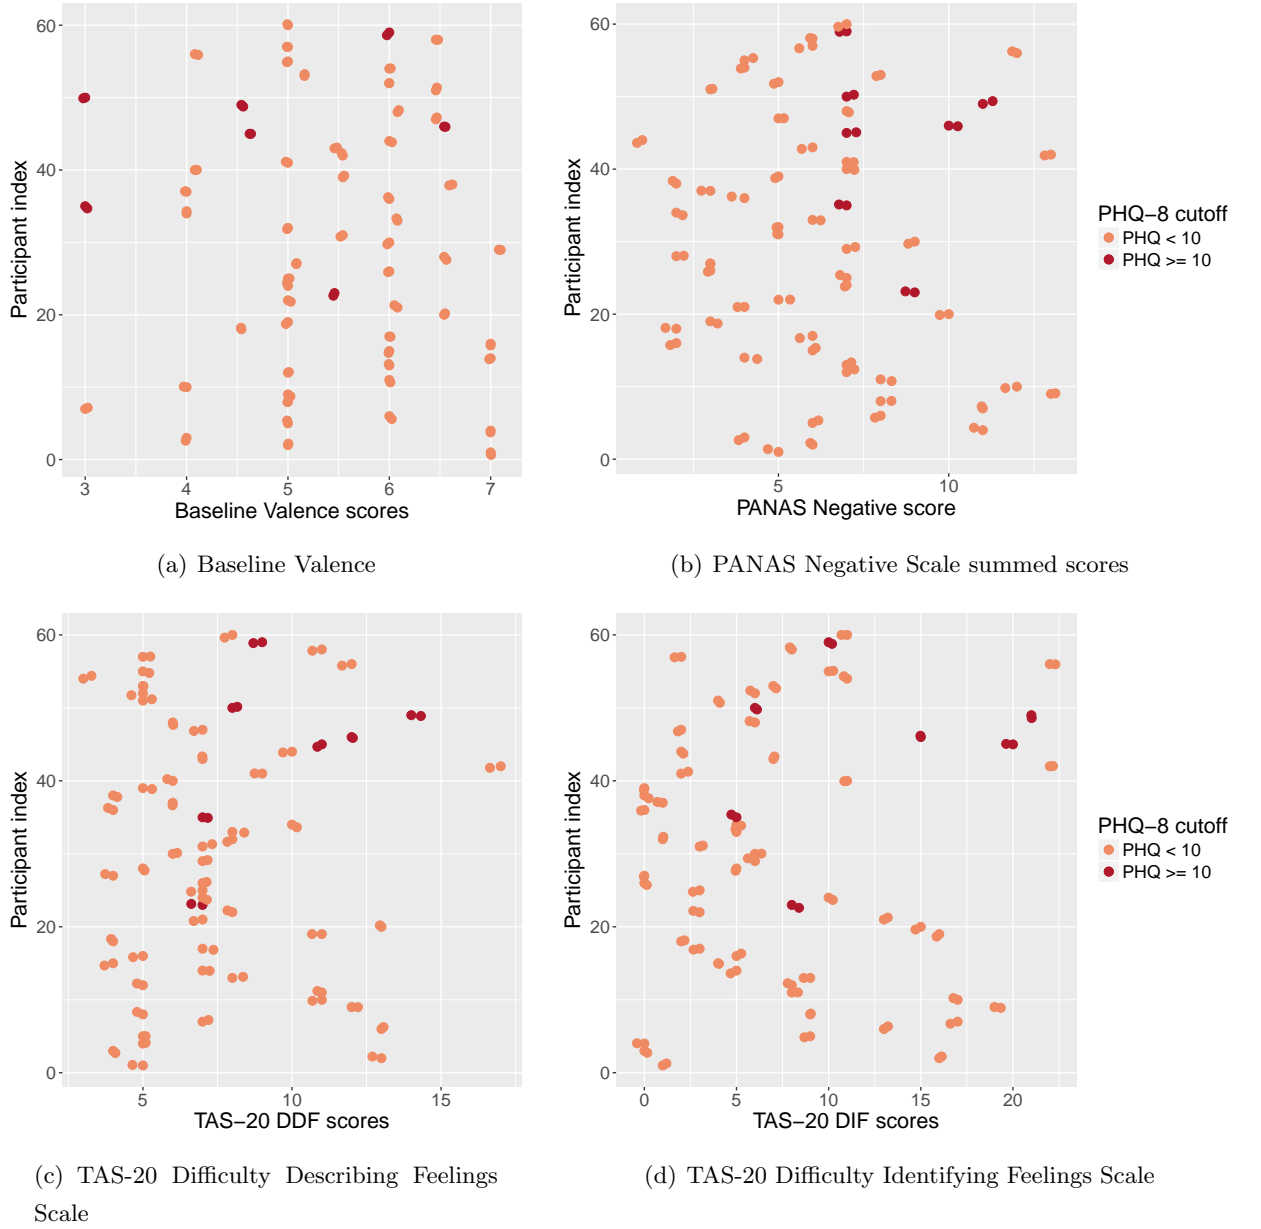 60
40
20
0
Participant index
3 4 5 6 7
Baseline Valence scores
(a) Baseline Valence
60
40
20
0
Participant index
5 10
PANAS Negative score
(b) PANAS Negative Scale summed scores
PHQ−8 cutoff
PHQ < 10
PHQ >= 10
60
40
20
0
Participant index
5 10 15
TAS−20 DDF scores
(c) TAS-20 Difficulty Describing Feelings
Scale
60
40
20
0
Participant index
0 5 10 15 20
TAS−20 DIF scores
(d) TAS-20 Difficulty Identifying Feelings Scale
PHQ−8 cutoff
PHQ < 10
PHQ >= 10